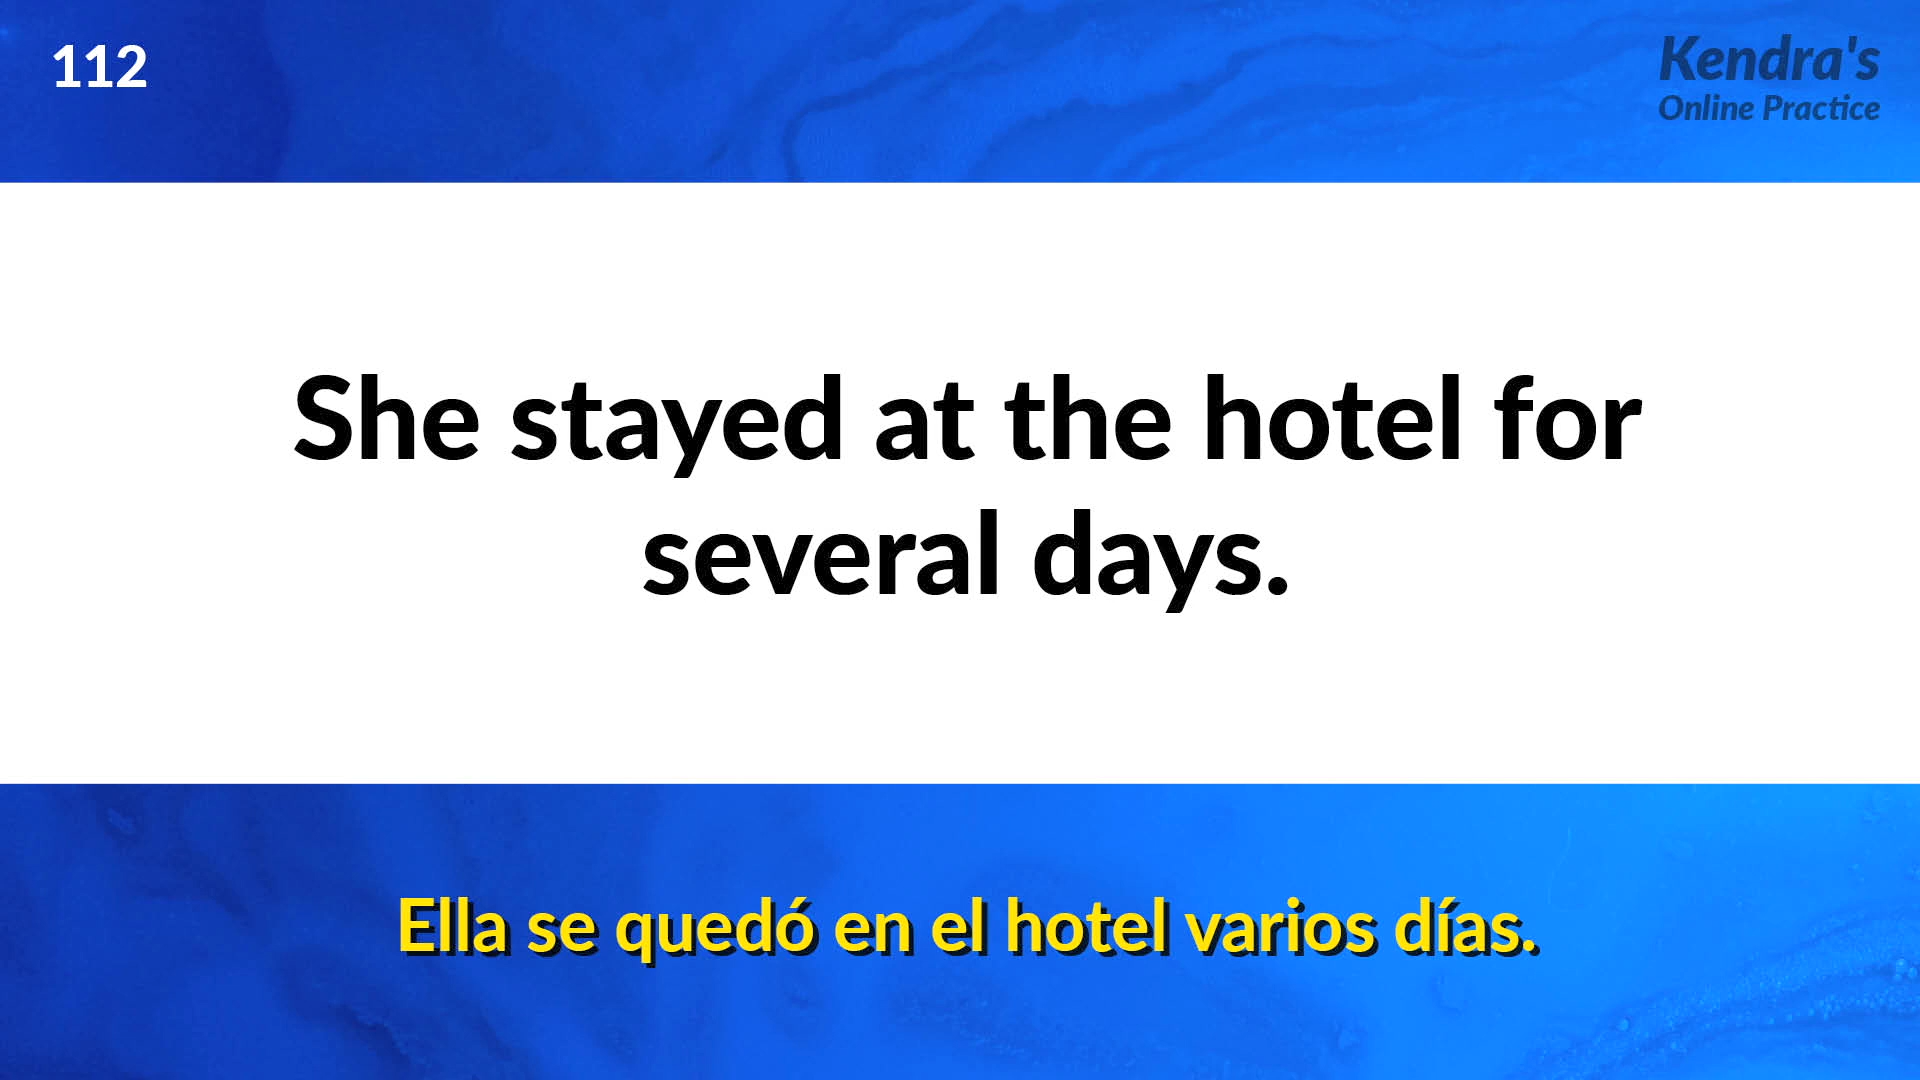 112
Kendra's
Online Practice
She stayed at the hotel for
several days.
Ella se quedó en el hotel varios días.